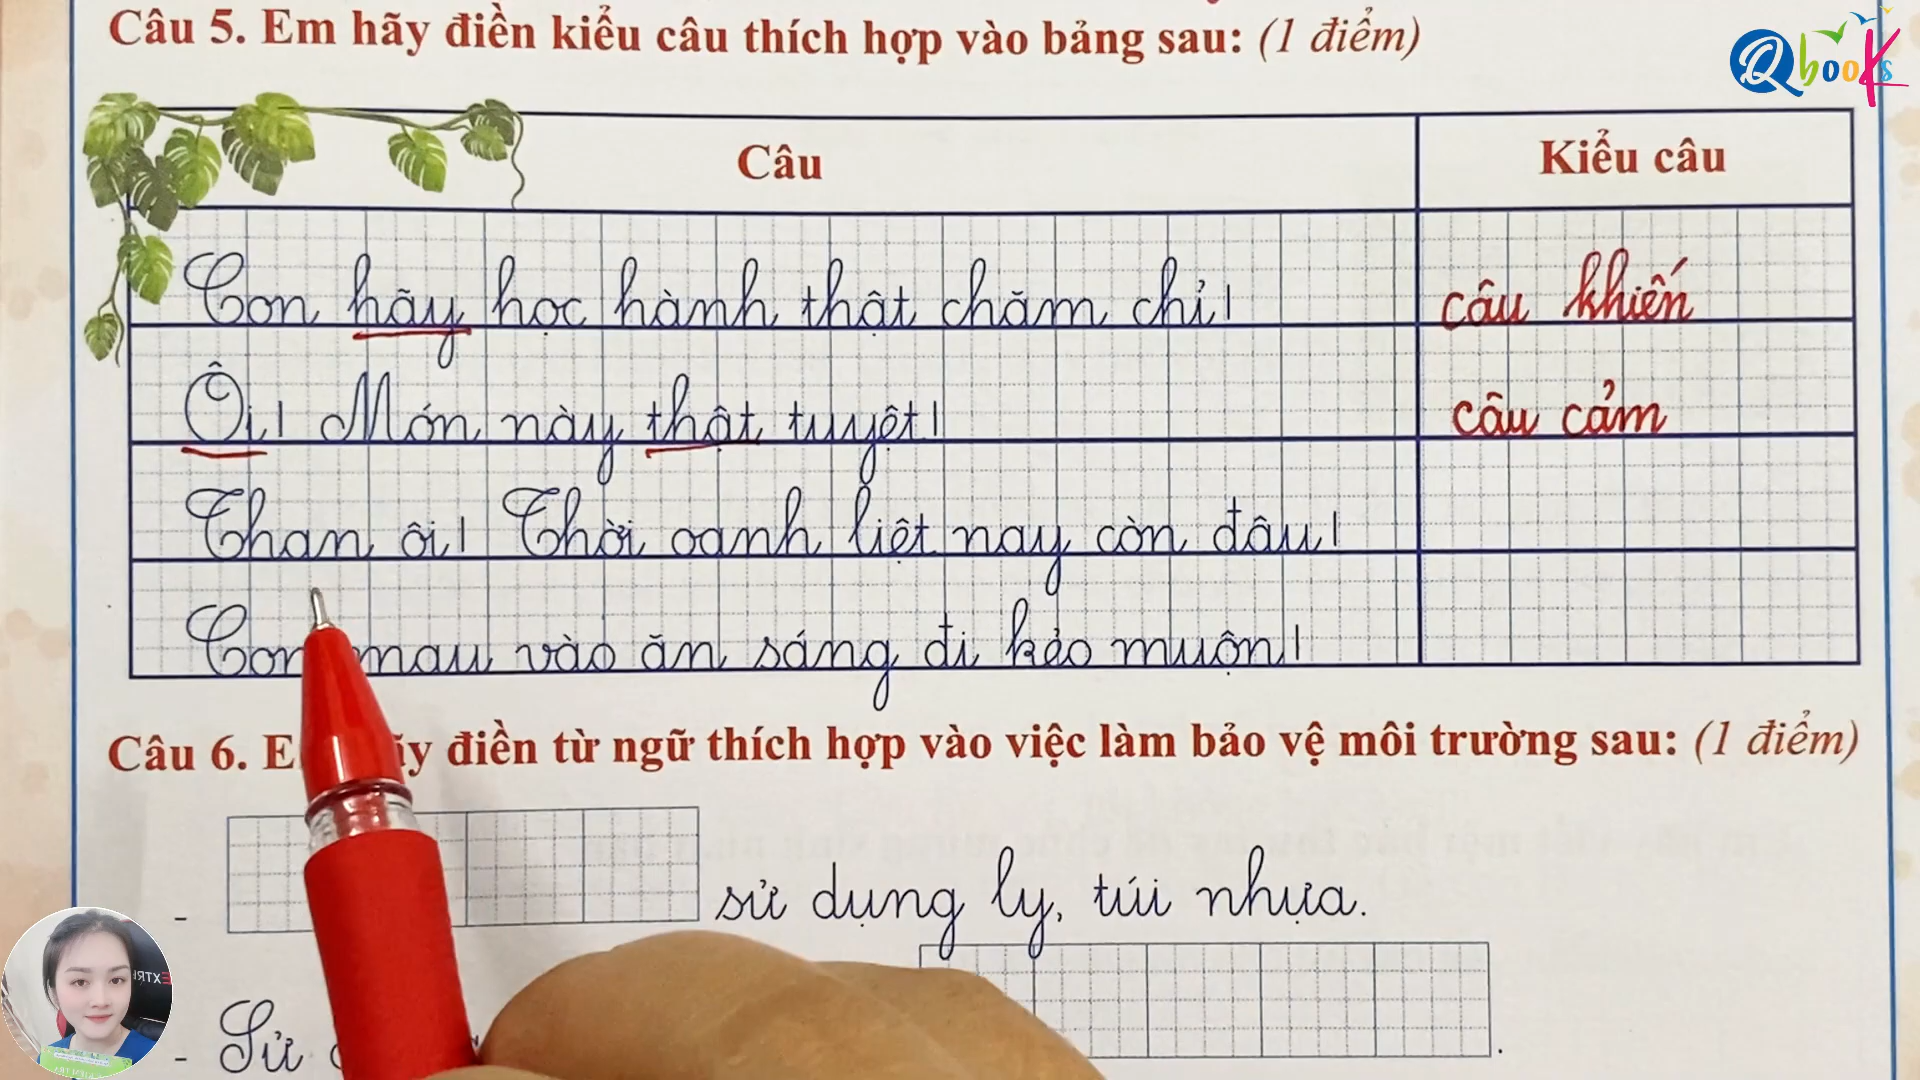 Câu 5. Em hãy điền kiểu câu thích hợp vào bảng sau: (1 điểm)
Qbooks
Câu Kiểu câu
Con hãy học hành thật chăm chỉ! câu khiến
Ôi! Món này thật tuyệt! câu cảm
Than ôi! Thời oanh liệt nay còn đâu!
Con mau vào ăn sáng đi kẻo muộn!
Câu 6. E ãy điền từ ngữ thích hợp vào việc làm bảo vệ môi trường sau: (1 điểm)
- sử dụng ly, túi nhựa.
- Sử .